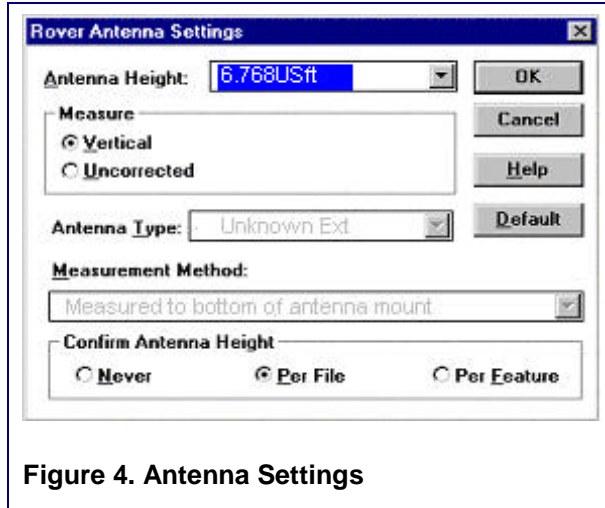 Rover Antenna Settings
Antenna Height: 6.768USft
OK
Measure
Vertical
Uncorrected
Cancel
Help
Antenna Type: Unknown Ext
Default
Measurement Method:
Measured to bottom of antenna mount
Confirm Antenna Height
Never Per File Per Feature
Figure 4. Antenna Settings